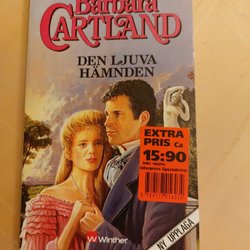 Barbara
CARTLAND
DEN LJUVA
HÄMNDEN
EXTRA
PRIS Ca
15:90
W Winther
NY UPPLAGA